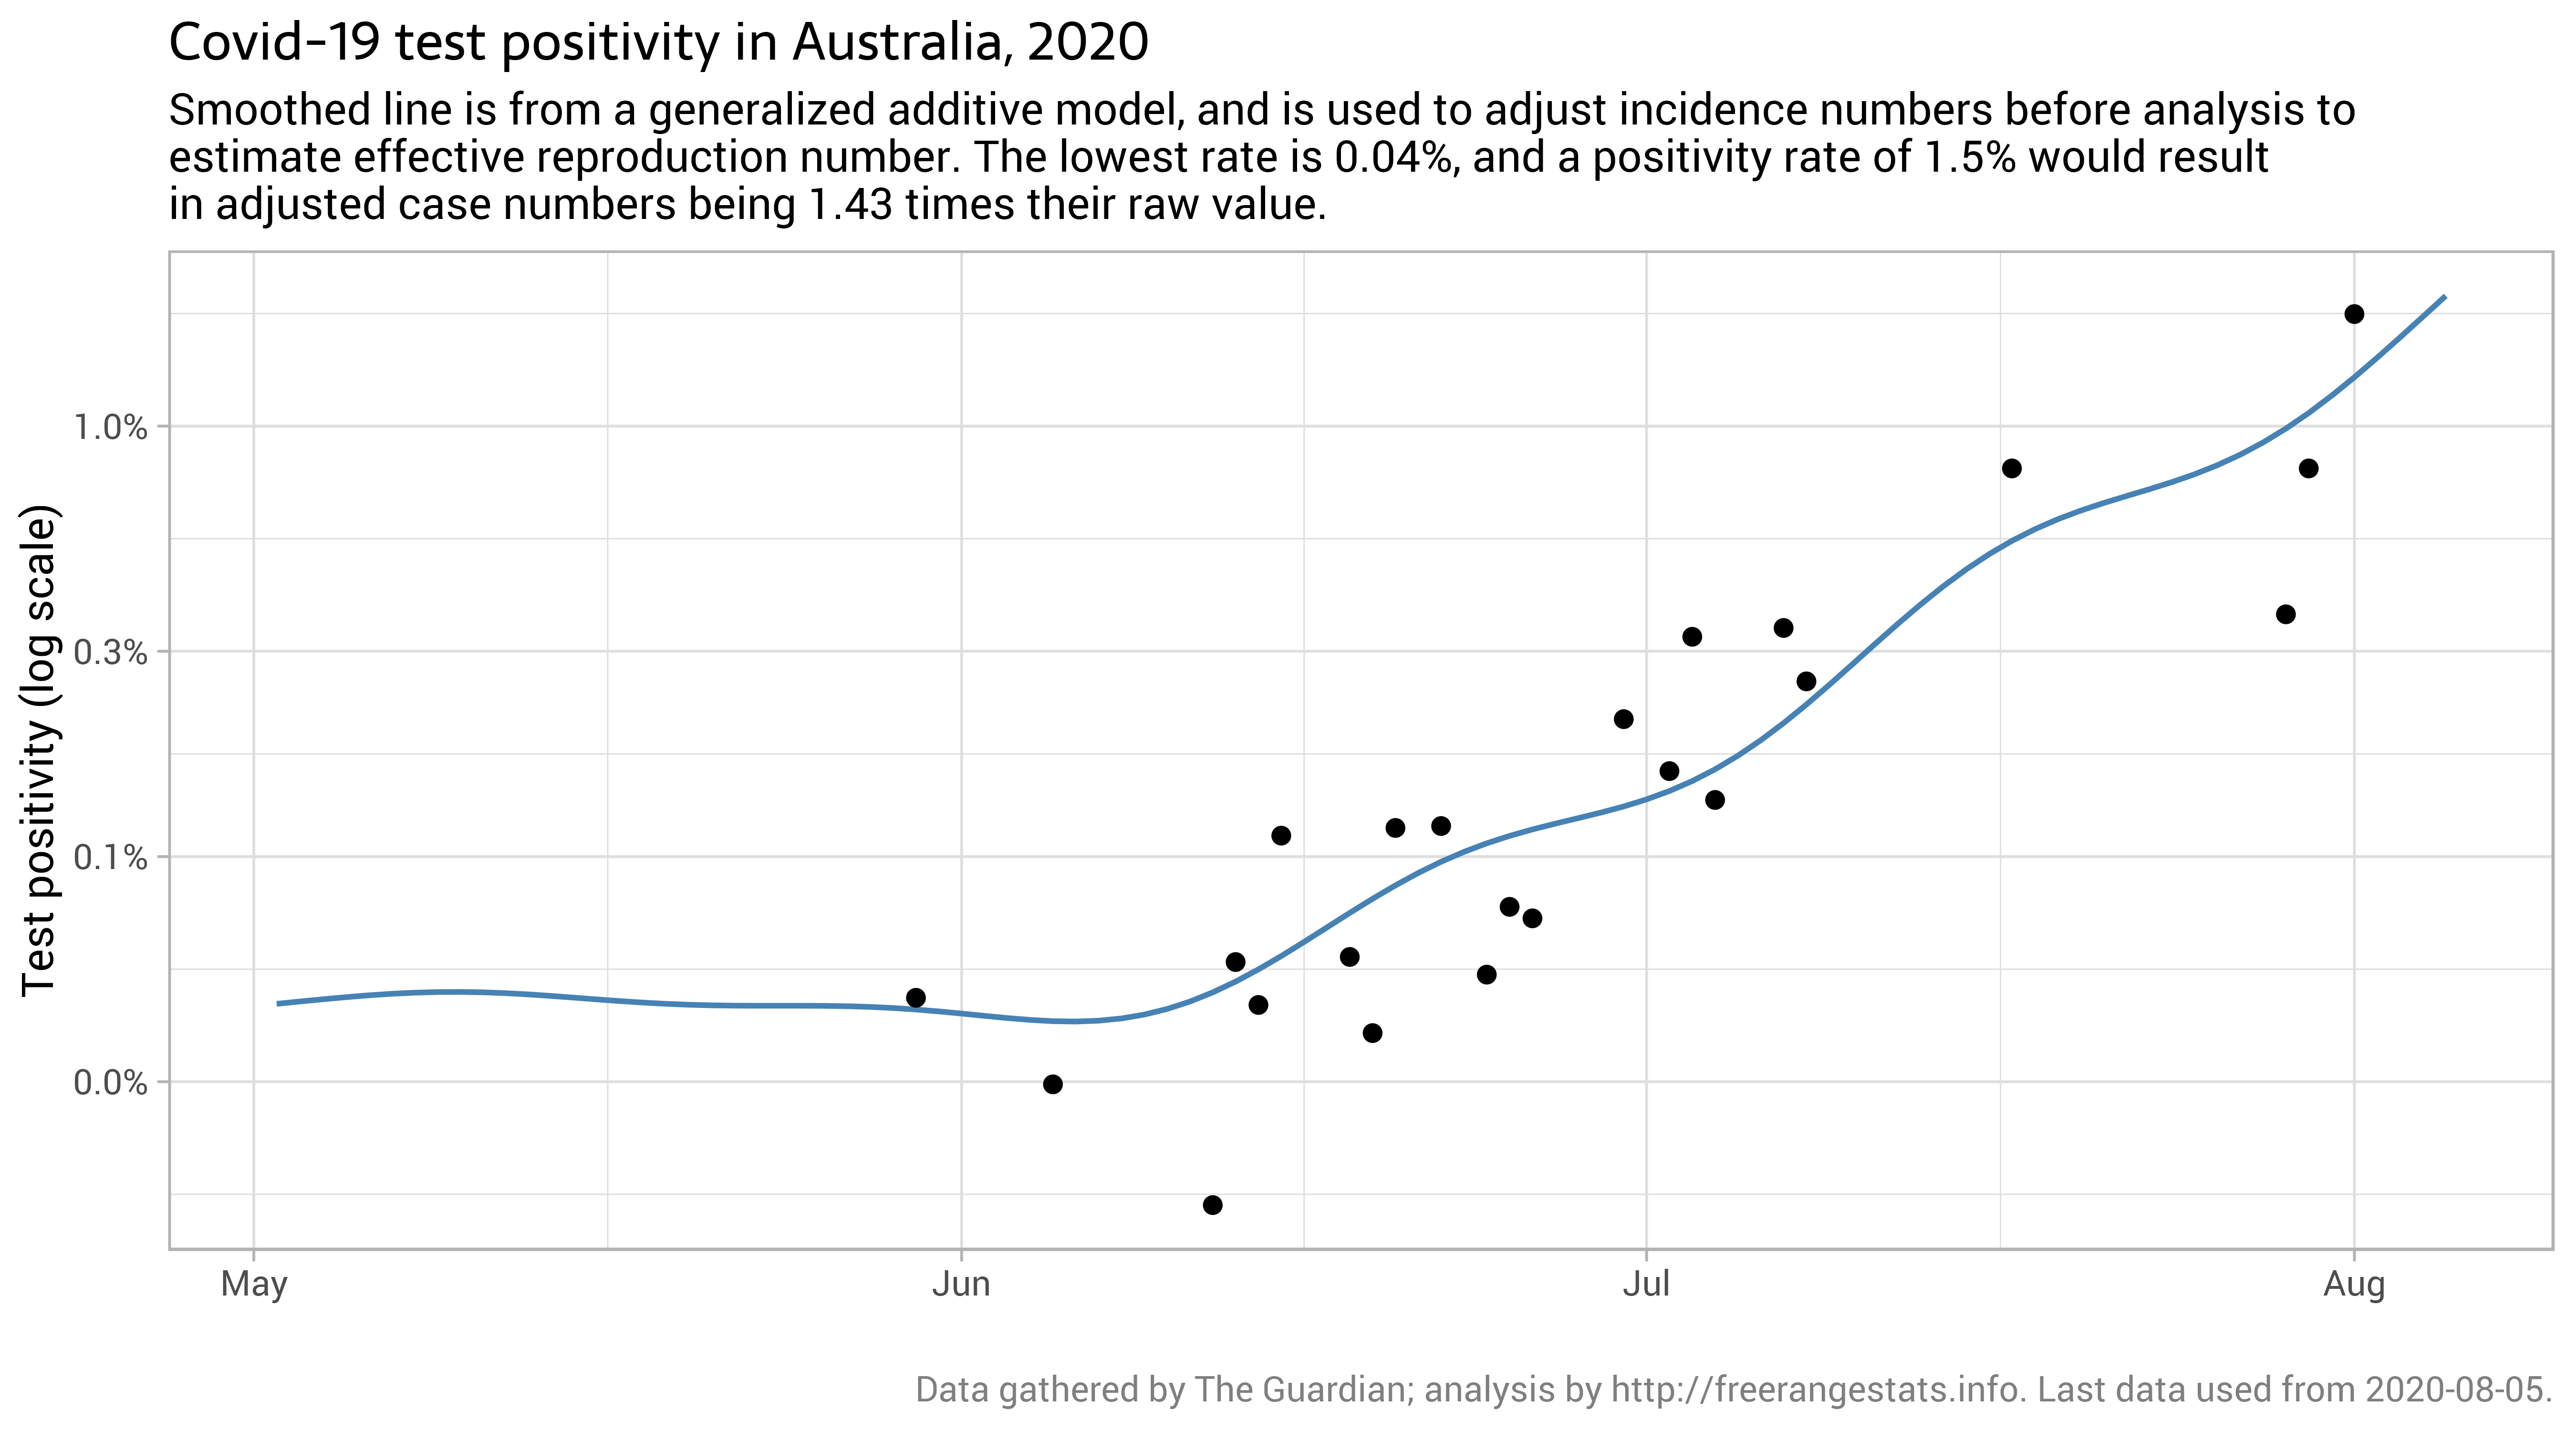 Covid-19 test positivity in Australia, 2020
Smoothed line is from a generalized additive model, and is used to adjust incidence numbers before analysis to
estimate effective reproduction number. The lowest rate is 0.04%, and a positivity rate of 1.5% would result
in adjusted case numbers being 1.43 times their raw value.
Test positivity (log scale)
1.0%
0.3%
0.1%
0.0%
May
Jun
Jul
Aug
Data gathered by The Guardian; analysis by http://freerangestats.info. Last data used from 2020-08-05.